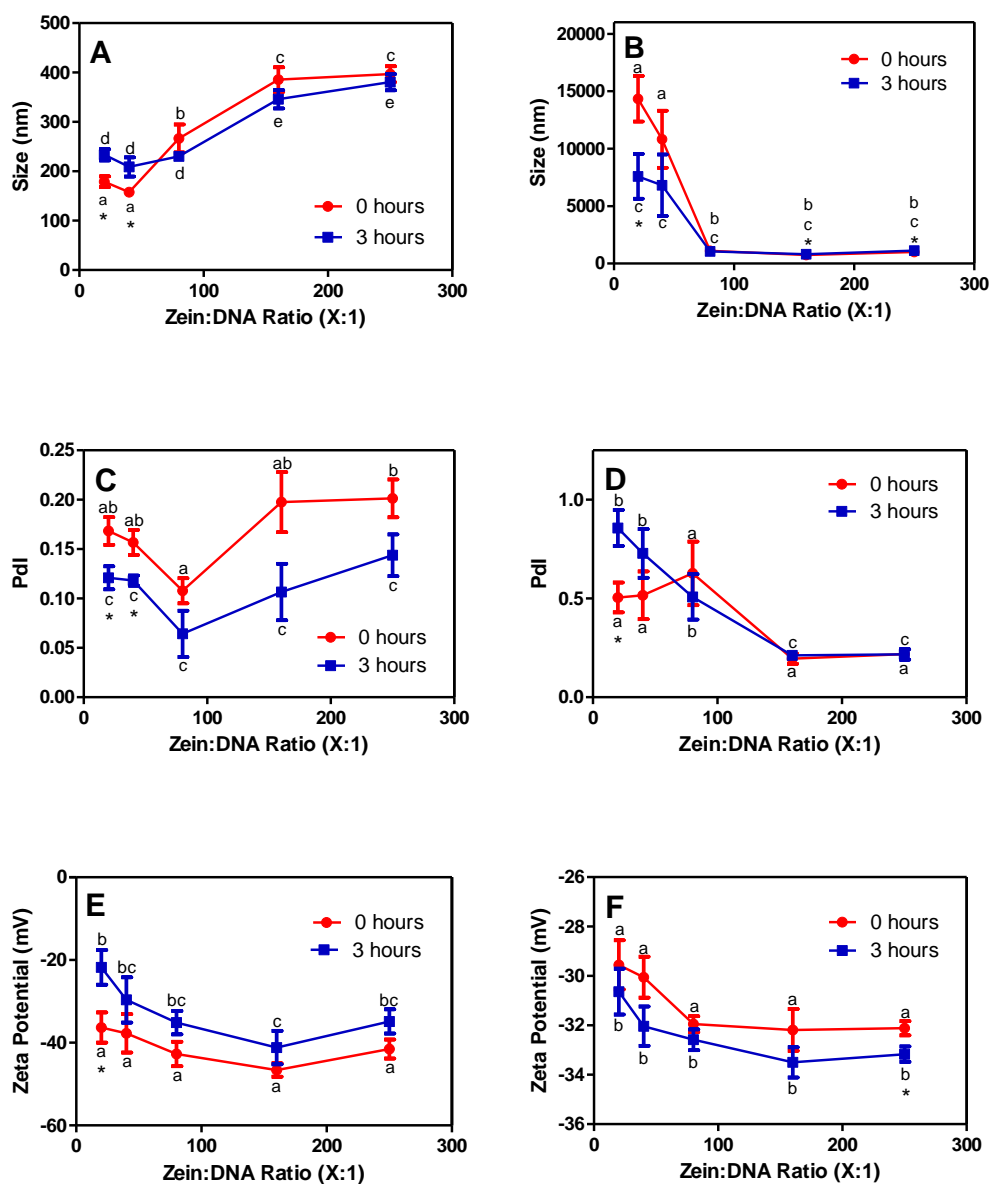 A
500
400
300
200
100
0
Size (nm)
d
d
b
c
c
a
*
a
*
d
e
e
0 hours
3 hours
0 100 200 300
Zein:DNA Ratio (X:1)
B
20000
15000
10000
5000
0
Size (nm)
a
a
c
*
c
b
c
b
c
*
b
c
*
0 hours
3 hours
0 100 200 300
Zein:DNA Ratio (X:1)
C
0.25
0.20
0.15
0.10
0.05
0.00
PdI
ab
ab
a
ab
b
c
*
c
*
c
c
c
0 hours
3 hours
0 100 200 300
Zein:DNA Ratio (X:1)
D
1.0
0.5
0.0
PdI
b
b
a
c
c
a
*
a
b
a
a
0 hours
3 hours
0 100 200 300
Zein:DNA Ratio (X:1)
E
0
-20
-40
-60
Zeta Potential (mV)
b
bc
bc
c
bc
a
*
a
a
a
a
0 hours
3 hours
0 100 200 300
Zein:DNA Ratio (X:1)
F
-26
-28
-30
-32
-34
-36
Zeta Potential (mV)
a
a
a
a
a
b
b
b
b
b
*
0 hours
3 hours
0 100 200 300
Zein:DNA Ratio (X:1)